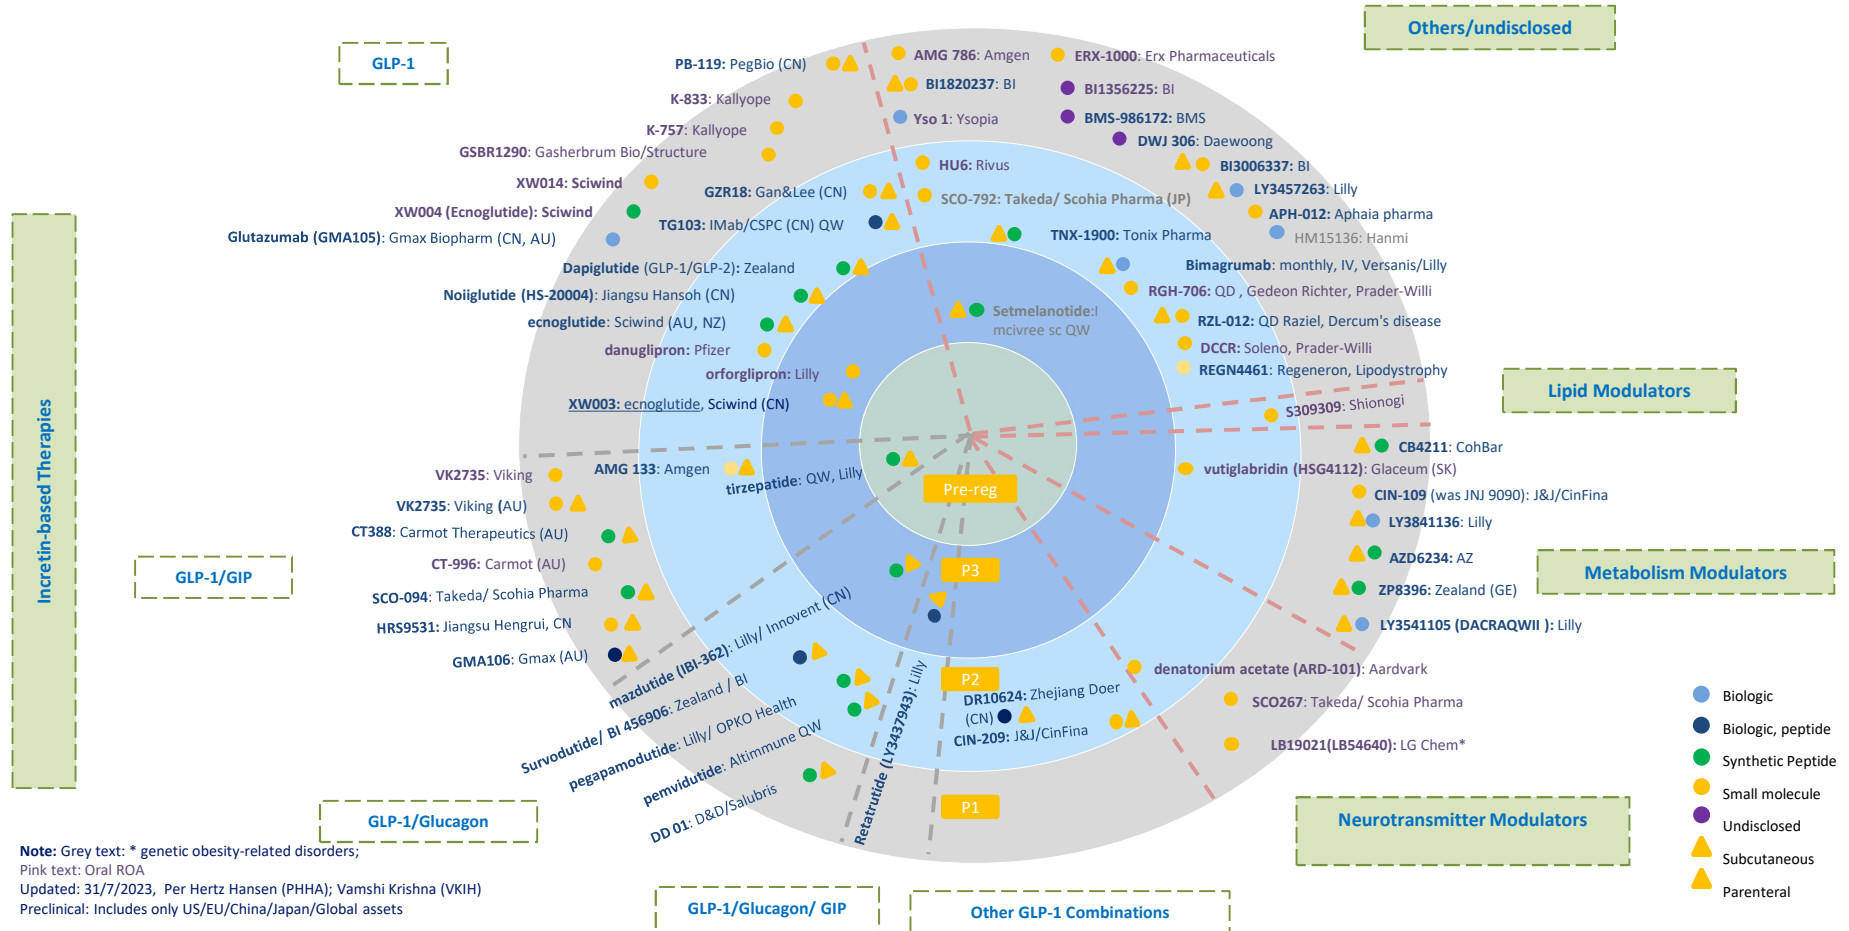 Others/undisclosed
GLP-1
PB-119: PegBio (CN)
K-833: Kallyope
K-757: Kallyope
GSBR1290: Gasherbrum Bio/Structure
XW014: Sciwind
XW004 (Ecnoglutide): Sciwind
Glutazumab (GMA105): Gmax Biopharm (CN, AU)
GZR18: Gan&Lee (CN)
TG103: IMab/CSPC (CN) QW
Dapiglutide (GLP-1/GLP-2): Zealand
Noiiglutide (HS-20004): Jiangsu Hansoh (CN)
ecnoglutide: Sciwind (AU, NZ)
danuglipron: Pfizer
orforglipron: Lilly
XW003: ecnoglutide, Sciwind (CN)
AMG 786: Amgen
ERX-1000: Erx Pharmaceuticals
BI1820237: BI
BI1356225: BI
Yso 1: Ysopia
BMS-986172: BMS
DWJ 306: Daewoong
HU6: Rivus
BI3006337: BI
SCO-792: Takeda/ Scohia Pharma (JP)
LY3457263: Lilly
APH-012: Aphaia pharma
TNX-1900: Tonix Pharma
HM15136: Hanmi
Bimagrumab: monthly, IV, Versanis/Lilly
RGH-706: QD , Gedeon Richter, Prader-Willi
Setmelanotide:I
mcivree sc QW
RZL-012: QD Raziel, Dercum's disease
DCCR: Soleno, Prader-Willi
REGN4461: Regeneron, Lipodystrophy
Lipid Modulators
S309309: Shionogi
Incretin-based Therapies
VK2735: Viking
VK2735: Viking (AU)
CT388: Carmot Therapeutics (AU)
CT-996: Carmot (AU)
SCO-094: Takeda/ Scohia Pharma
HRS9531: Jiangsu Hengrui, CN
GMA106: Gmax (AU)
GLP-1/GIP
AMG 133: Amgen
tirzepatide: QW, Lilly
Pre-reg
P3
P2
P1
CB4211: CohBar
vutiglabridin (HSG4112): Glaceum (SK)
CIN-109 (was JNJ 9090): J&J/CinFina
LY3841136: Lilly
AZD6234: AZ
Metabolism Modulators
ZP8396: Zealand (GE)
LY3541105 (DACRAQWII ): Lilly
denatonium acetate (ARD-101): Aardvark
SCO267: Takeda/ Scohia Pharma
LB19021(LB54640): LG Chem*
Neurotransmitter Modulators
mazdutide (IBI-362): Lilly/ Innovent (CN)
Survodutide/ BI 456906: Zealand / BI
pegapamodutide: Lilly/ OPKO Health
pemvidutide: Altimmune QW
DD 01: D&D/Salubris
GLP-1/Glucagon
Retatrutide (LY3437943): Lilly
DR10624: Zhejiang Doer
(CN)
CIN-209: J&J/CinFina
GLP-1/Glucagon/ GIP
Other GLP-1 Combinations
Biologic
Biologic, peptide
Synthetic Peptide
Small molecule
Undisclosed
Subcutaneous
Parenteral
Note: Grey text: * genetic obesity-related disorders;
Pink text: Oral ROA
Updated: 31/7/2023, Per Hertz Hansen (PHHA); Vamshi Krishna (VKIH)
Preclinical: Includes only US/EU/China/Japan/Global assets